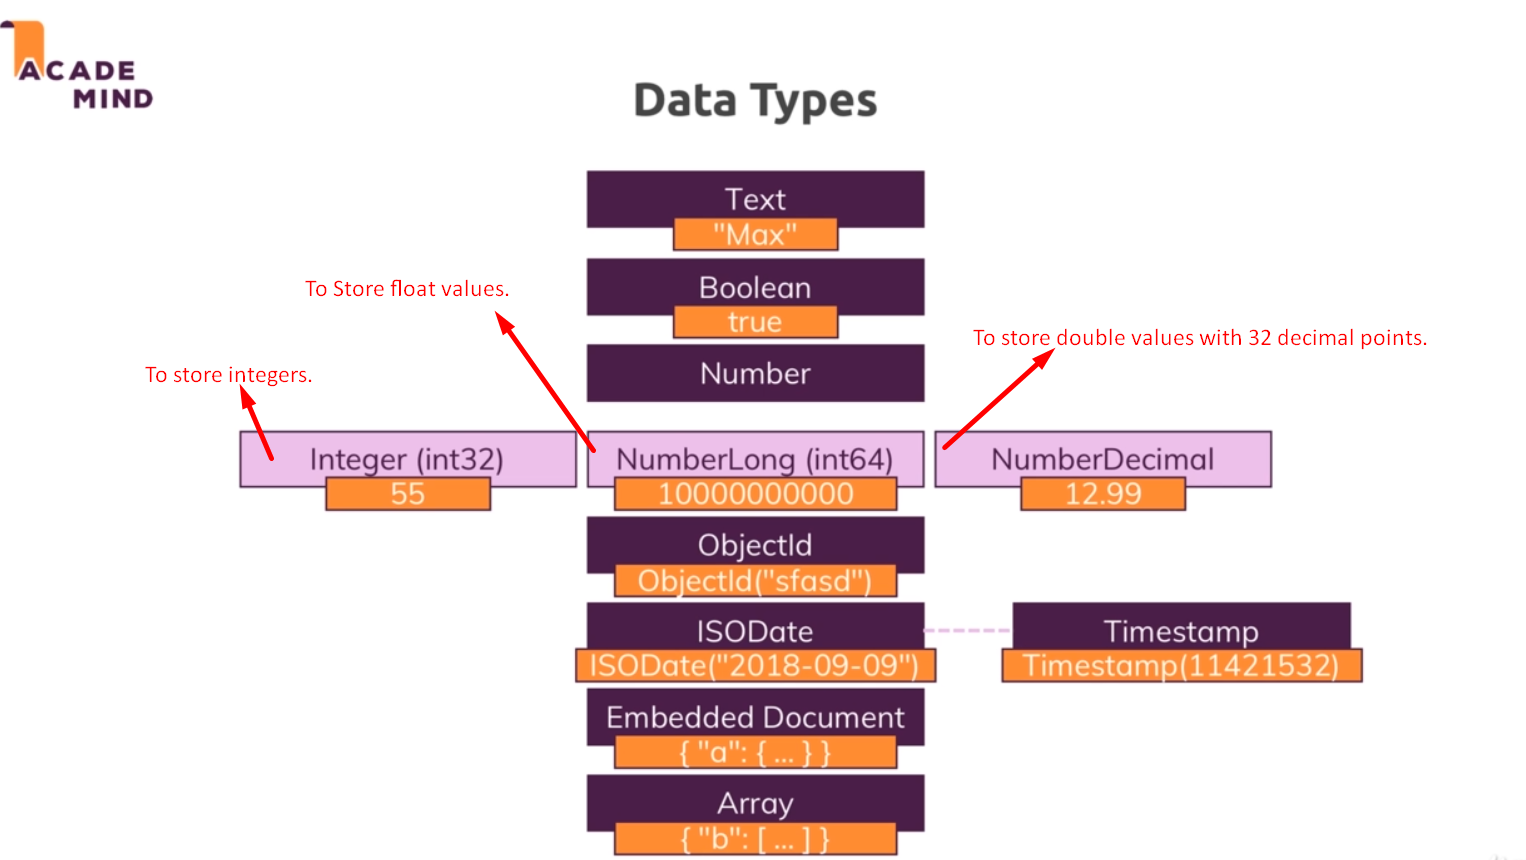 ACADE
MIND
Data Types
Text
"Max"
To Store float values.
Boolean
true
To store double values with 32 decimal points.
To store integers.
Number
Integer (int32)
55
NumberLong (int64)
10000000000
NumberDecimal
12.99
ObjectId
ObjectId("sfasd")
ISODate
ISODate("2018-09-09")
Timestamp
Timestamp(11421532)
Embedded Document
{ "a": { ... } }
Array
{ "b": [ ... ] }